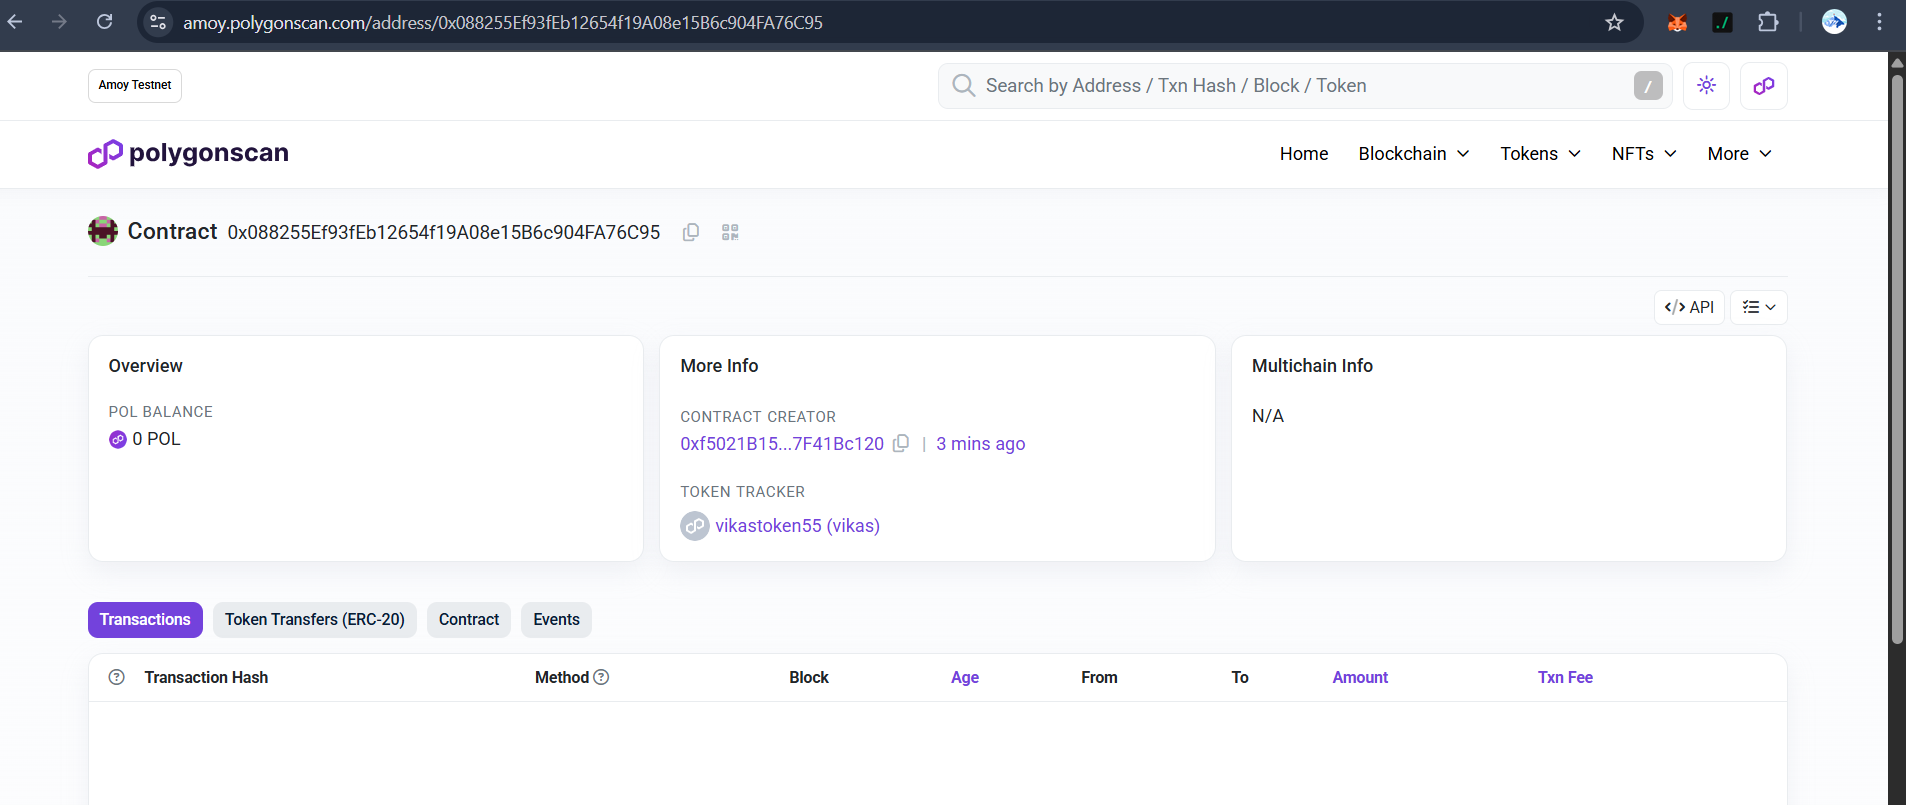 amoy.polygonscan.com/address/0x088255Ef93fEb12654f19A08e15B6c904FA76C95
Amoy Testnet
Search by Address / Txn Hash / Block / Token
/
polygonscan
Home
Blockchain
Tokens
NFTs
More
Contract 0x088255Ef93fEb12654f19A08e15B6c904FA76C95
</> API
Overview
POL BALANCE
0 POL
More Info
CONTRACT CREATOR
0xf5021B15...7F41Bc120 | 3 mins ago
TOKEN TRACKER
vikastoken55 (vikas)
Multichain Info
N/A
Transactions
Token Transfers (ERC-20)
Contract
Events
Transaction Hash
Method
Block
Age
From
To
Amount
Txn Fee